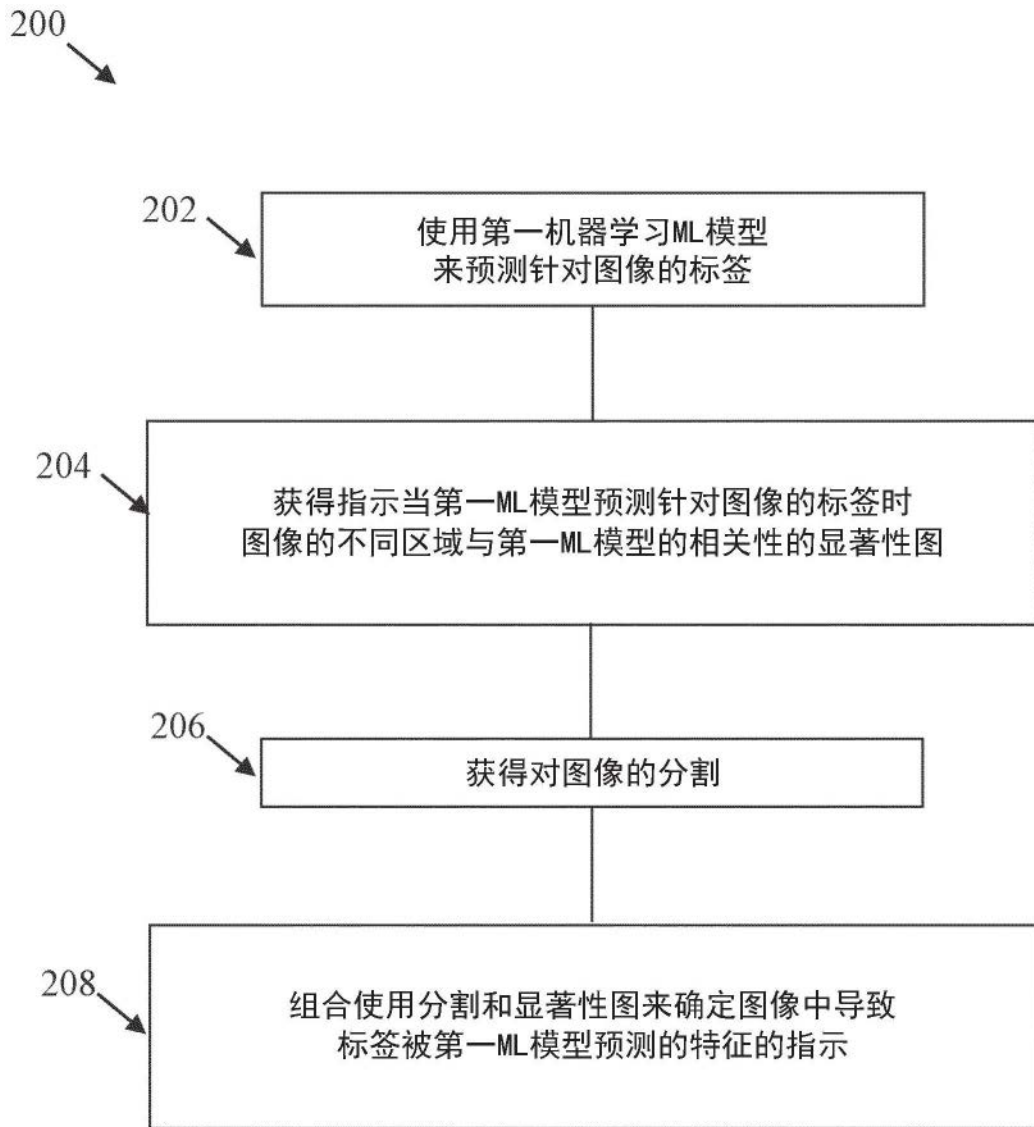 200
202
使用第一机器学习ML模型
来预测针对图像的标签
204
获得指示当第一ML模型预测针对图像的标签时
图像的不同区域与第一ML模型的相关性的显著性图
206
获得对图像的分割
208
组合使用分割和显著性图来确定图像中导致
标签被第一ML模型预测的特征的指示